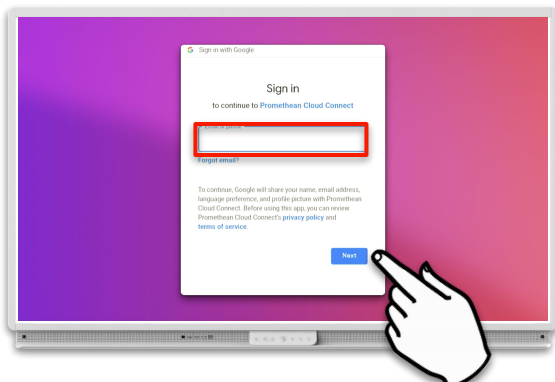 Sign in with Google
Sign in
to continue to Promethean Cloud Connect
Email or phone
Forgot email?
To continue, Google will share your name, email address,
language preference, and profile picture with Promethean
Cloud Connect. Before using this app, you can review
Promethean Cloud Connect's privacy policy and
terms of service.
Next